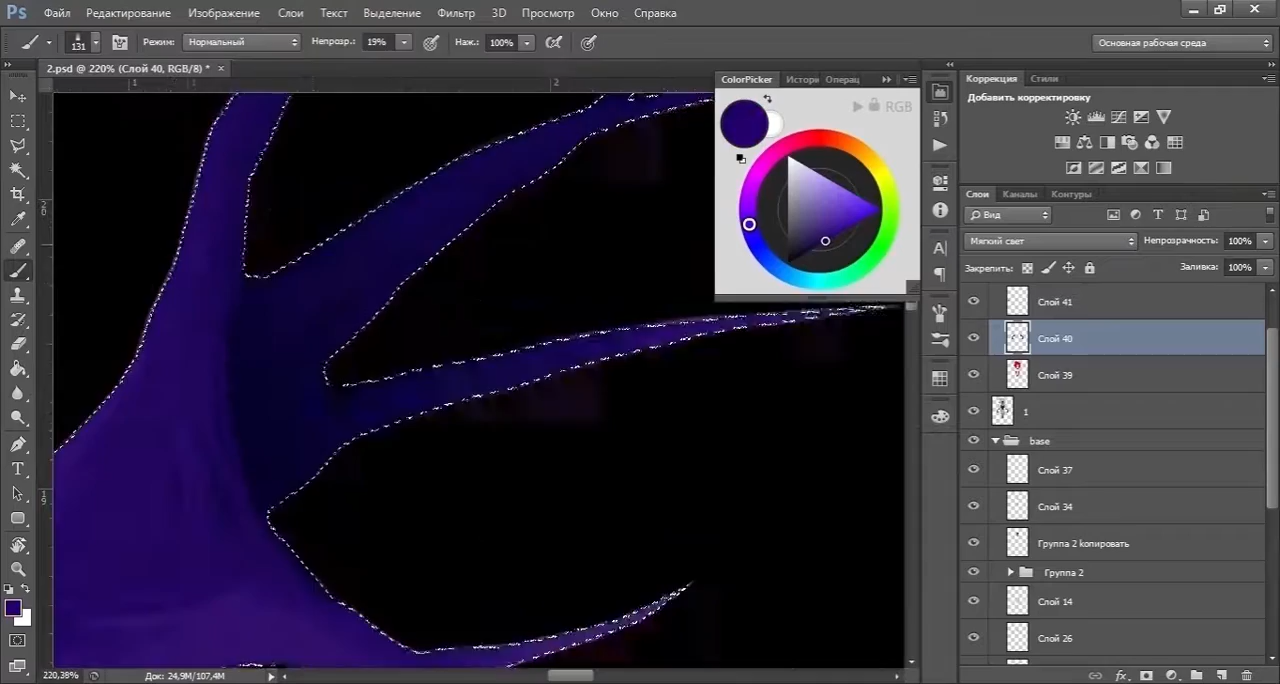 Ps Файл Редактирование Изображение Слои Текст Выделение Фильтр 3D Просмотр Окно Справка
131 Режим: Нормальный Непрозр.: 19% Наж.: 100% Основная рабочая среда
2.psd @ 220% (Слой 40, RGB/8) * ×
ColorPicker Истори Операц
RGB
Коррекция Стили
Добавить корректировку
Слои Каналы Контуры
Вид
Мягкий свет Непрозрачность: 100%
Закрепить: Заливка: 100%
Слой 41
Слой 40
Слой 39
1
base
Слой 37
Слой 34
Группа 2 копировать
Группа 2
Слой 14
Слой 26
220,38% Док: 24,9M/107,4M